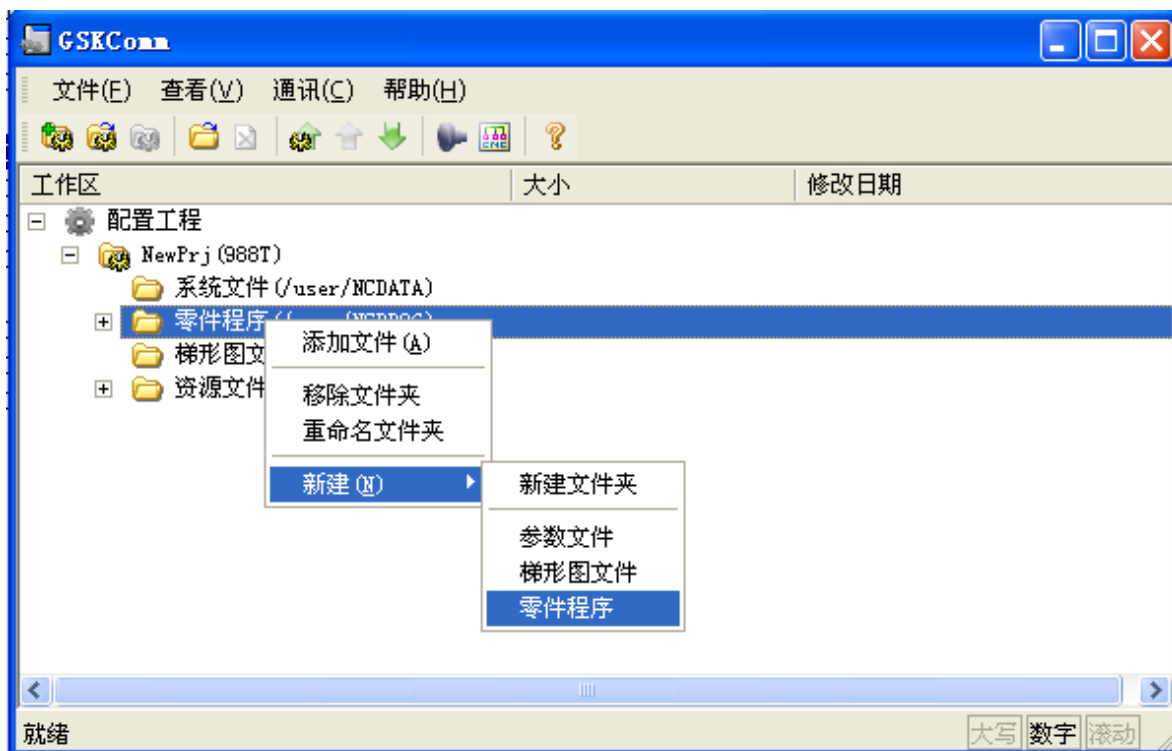 GSKComm
文件(F) 查看(V) 通讯(C) 帮助(H)
工作区 大小 修改日期
配置工程
NewPrj(988T)
系统文件(/user/NCDATA)
零件程序
梯形图文
资源文件
添加文件(A)
移除文件夹
重命名文件夹
新建(N)
新建文件夹
参数文件
梯形图文件
零件程序
就绪 大写 数字 滚动